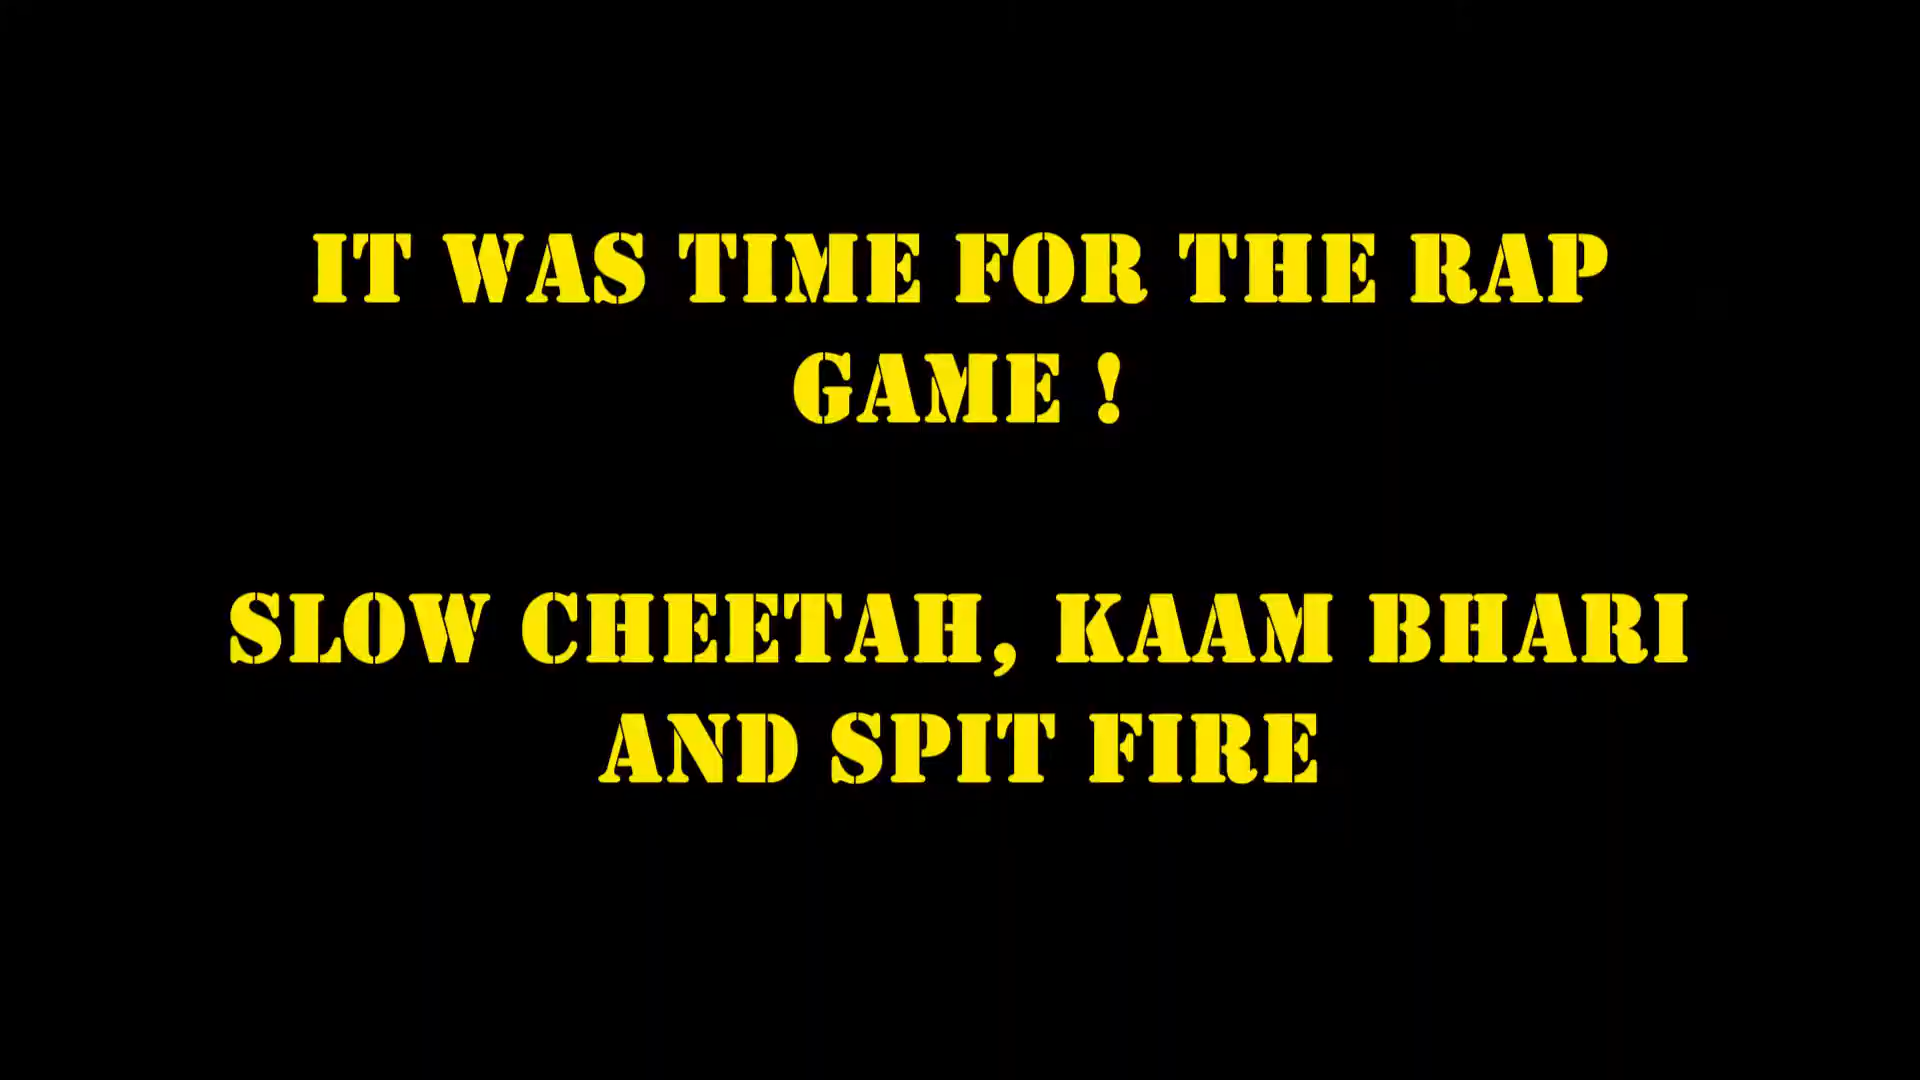 IT WAS TIME FOR THE RAP
GAME !
SLOW CHEETAH, KAAM BHARI
AND SPIT FIRE